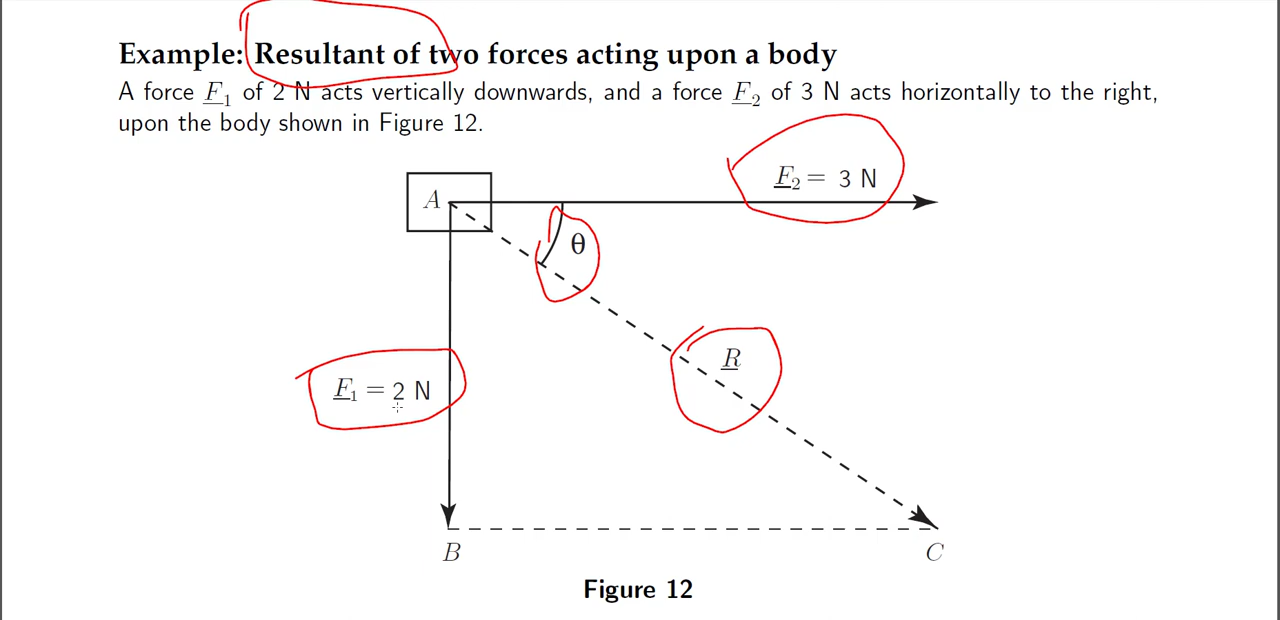 Example: Resultant of two forces acting upon a body
A force F₁ of 2 N acts vertically downwards, and a force F₂ of 3 N acts horizontally to the right,
upon the body shown in Figure 12.
F₂ = 3 N
A
θ
R
F₁ = 2 N
B
C
Figure 12